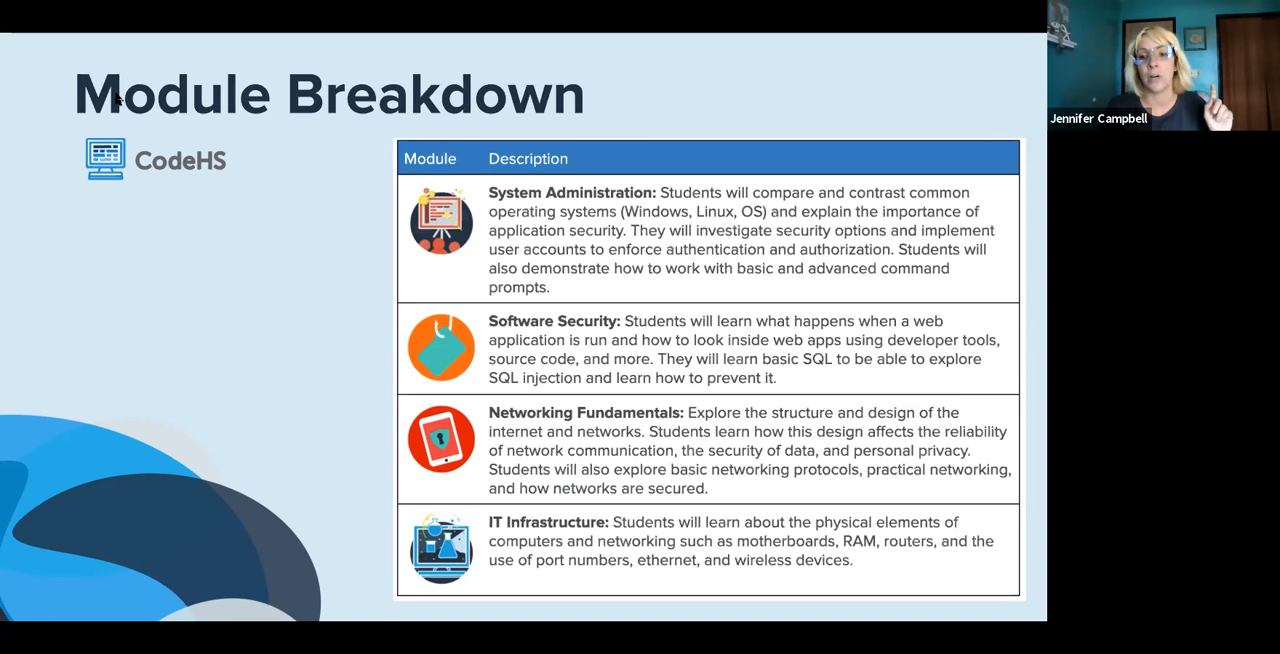 Module Breakdown
CodeHS
Jennifer Campbell
Module Description
System Administration: Students will compare and contrast common
operating systems (Windows, Linux, OS) and explain the importance of
application security. They will investigate security options and implement
user accounts to enforce authentication and authorization. Students will
also demonstrate how to work with basic and advanced command
prompts.
Software Security: Students will learn what happens when a web
application is run and how to look inside web apps using developer tools,
source code, and more. They will learn basic SQL to be able to explore
SQL injection and learn how to prevent it.
Networking Fundamentals: Explore the structure and design of the
internet and networks. Students learn how this design affects the reliability
of network communication, the security of data, and personal privacy.
Students will also explore basic networking protocols, practical networking,
and how networks are secured.
IT Infrastructure: Students will learn about the physical elements of
computers and networking such as motherboards, RAM, routers, and the
use of port numbers, ethernet, and wireless devices.